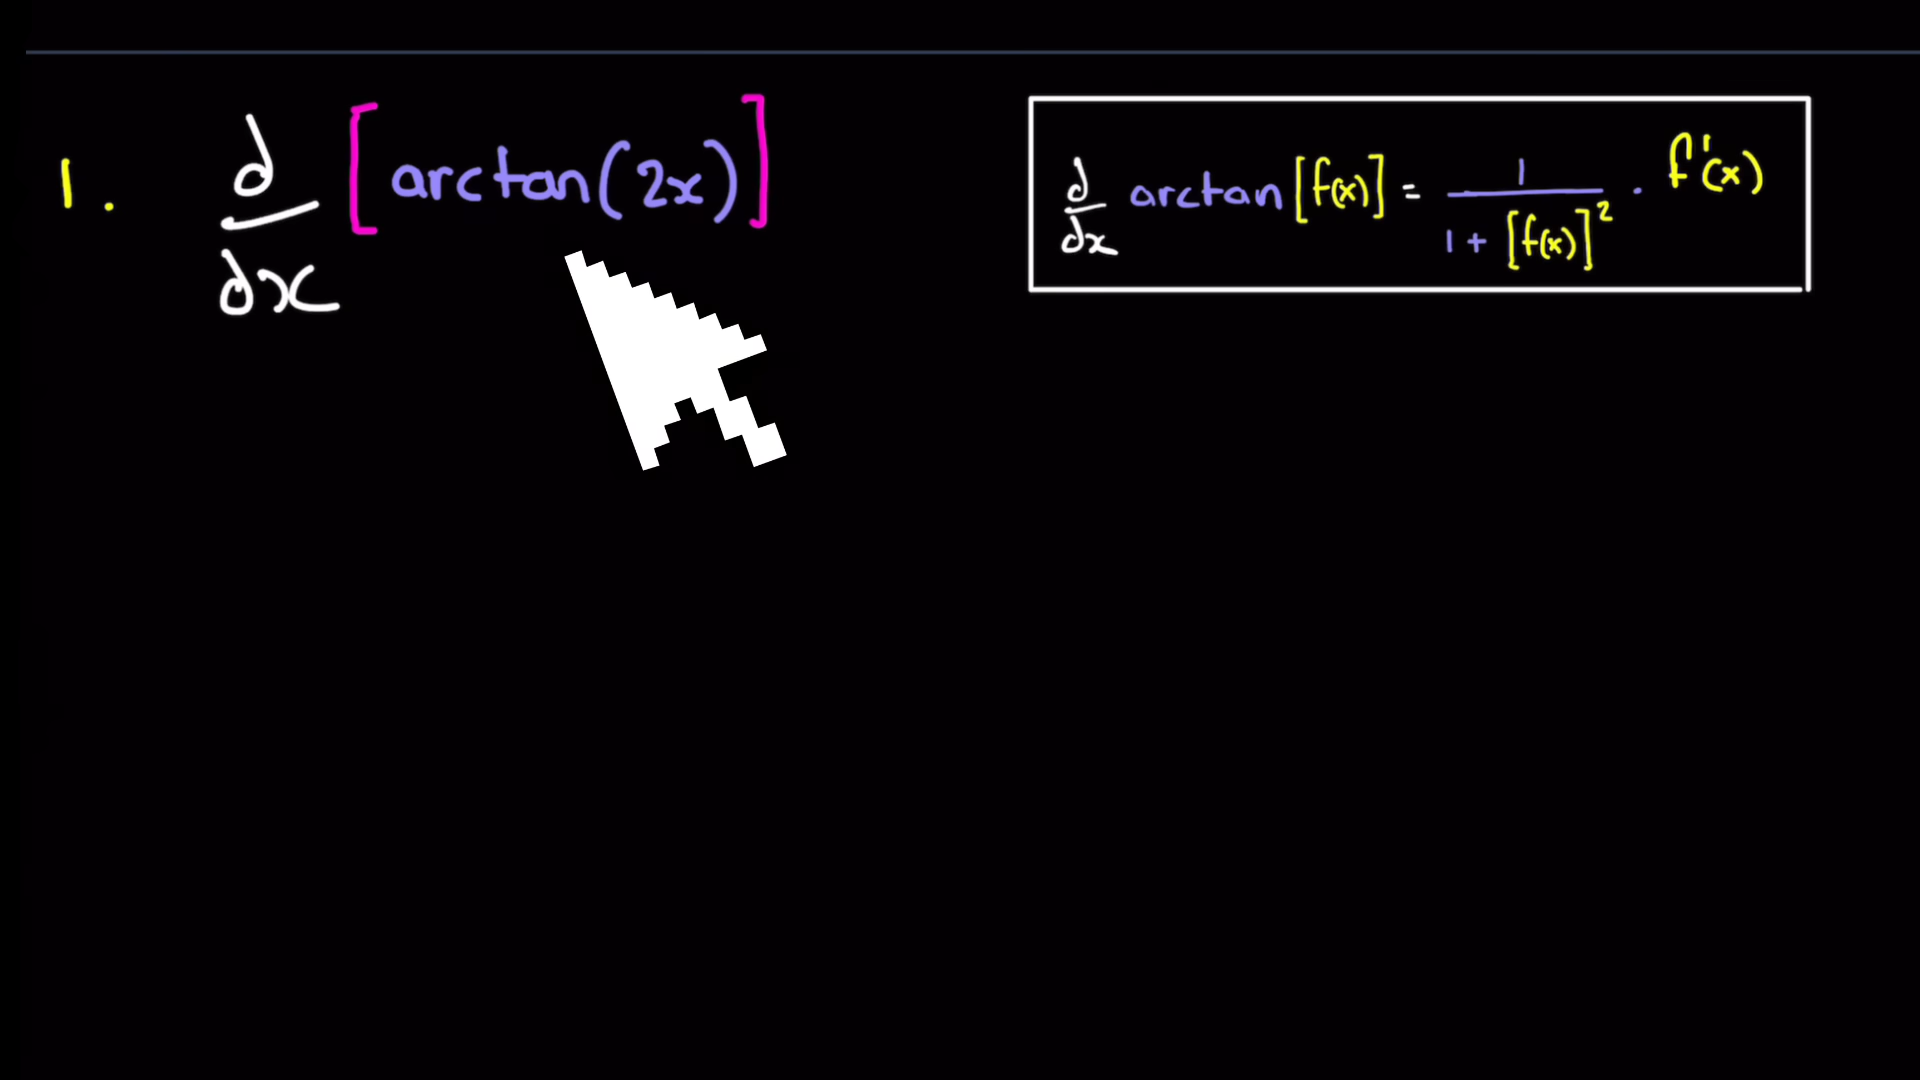 1. d/dx [arctan(2x)]
d/dx arctan[f(x)] = 1/(1 + [f(x)]²) · f'(x)